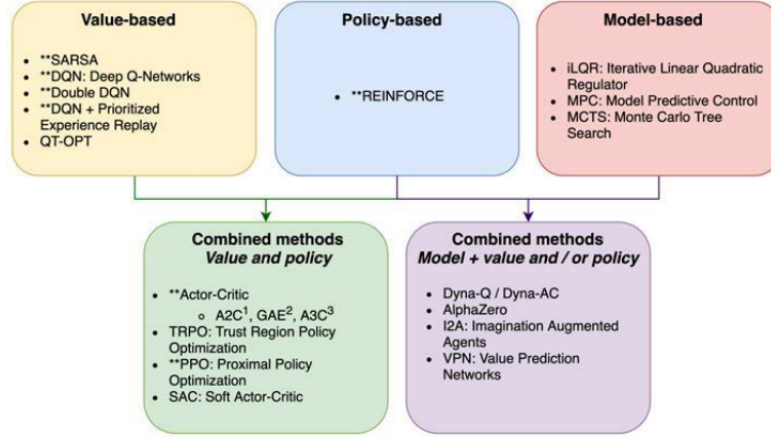 Value-based
**SARSA
**DQN: Deep Q-Networks
**Double DQN
**DQN + Prioritized
Experience Replay
QT-OPT
Policy-based
**REINFORCE
Model-based
iLQR: Iterative Linear Quadratic
Regulator
MPC: Model Predictive Control
MCTS: Monte Carlo Tree
Search
Combined methods
Value and policy
**Actor-Critic
A2C¹, GAE², A3C³
TRPO: Trust Region Policy
Optimization
**PPO: Proximal Policy
Optimization
SAC: Soft Actor-Critic
Combined methods
Model + value and / or policy
Dyna-Q / Dyna-AC
AlphaZero
I2A: Imagination Augmented
Agents
VPN: Value Prediction
Networks